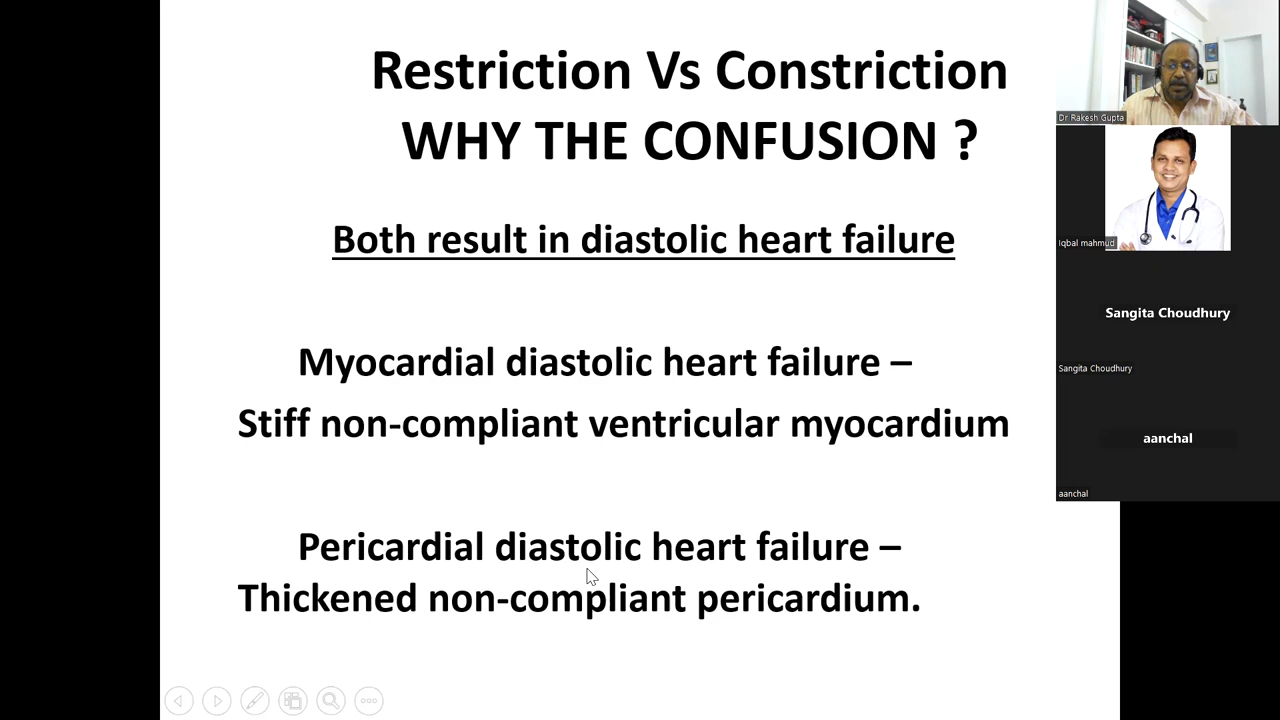 Restriction Vs Constriction
WHY THE CONFUSION ?
Both result in diastolic heart failure
Myocardial diastolic heart failure –
Stiff non-compliant ventricular myocardium
Pericardial diastolic heart failure –
Thickened non-compliant pericardium.
Dr Rakesh Gupta
Iqbal mahmud
Sangita Choudhury
Sangita Choudhury
aanchal
aanchal